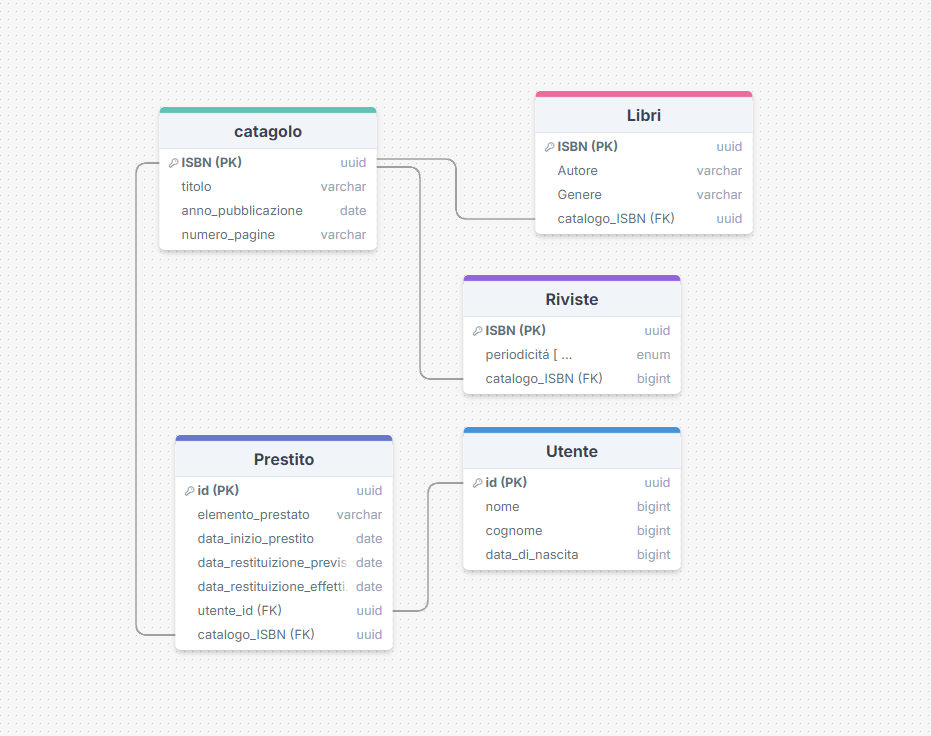 catagolo
ISBN (PK) uuid
titolo varchar
anno_pubblicazione date
numero_pagine varchar
Libri
ISBN (PK) uuid
Autore varchar
Genere varchar
catalogo_ISBN (FK) uuid
Riviste
ISBN (PK) uuid
periodicitá [ ... enum
catalogo_ISBN (FK) bigint
Prestito
id (PK) uuid
elemento_prestato varchar
data_inizio_prestito date
data_restituizione_previs date
data_restituizione_effetti date
utente_id (FK) uuid
catalogo_ISBN (FK) uuid
Utente
id (PK) uuid
nome bigint
cognome bigint
data_di_nascita bigint